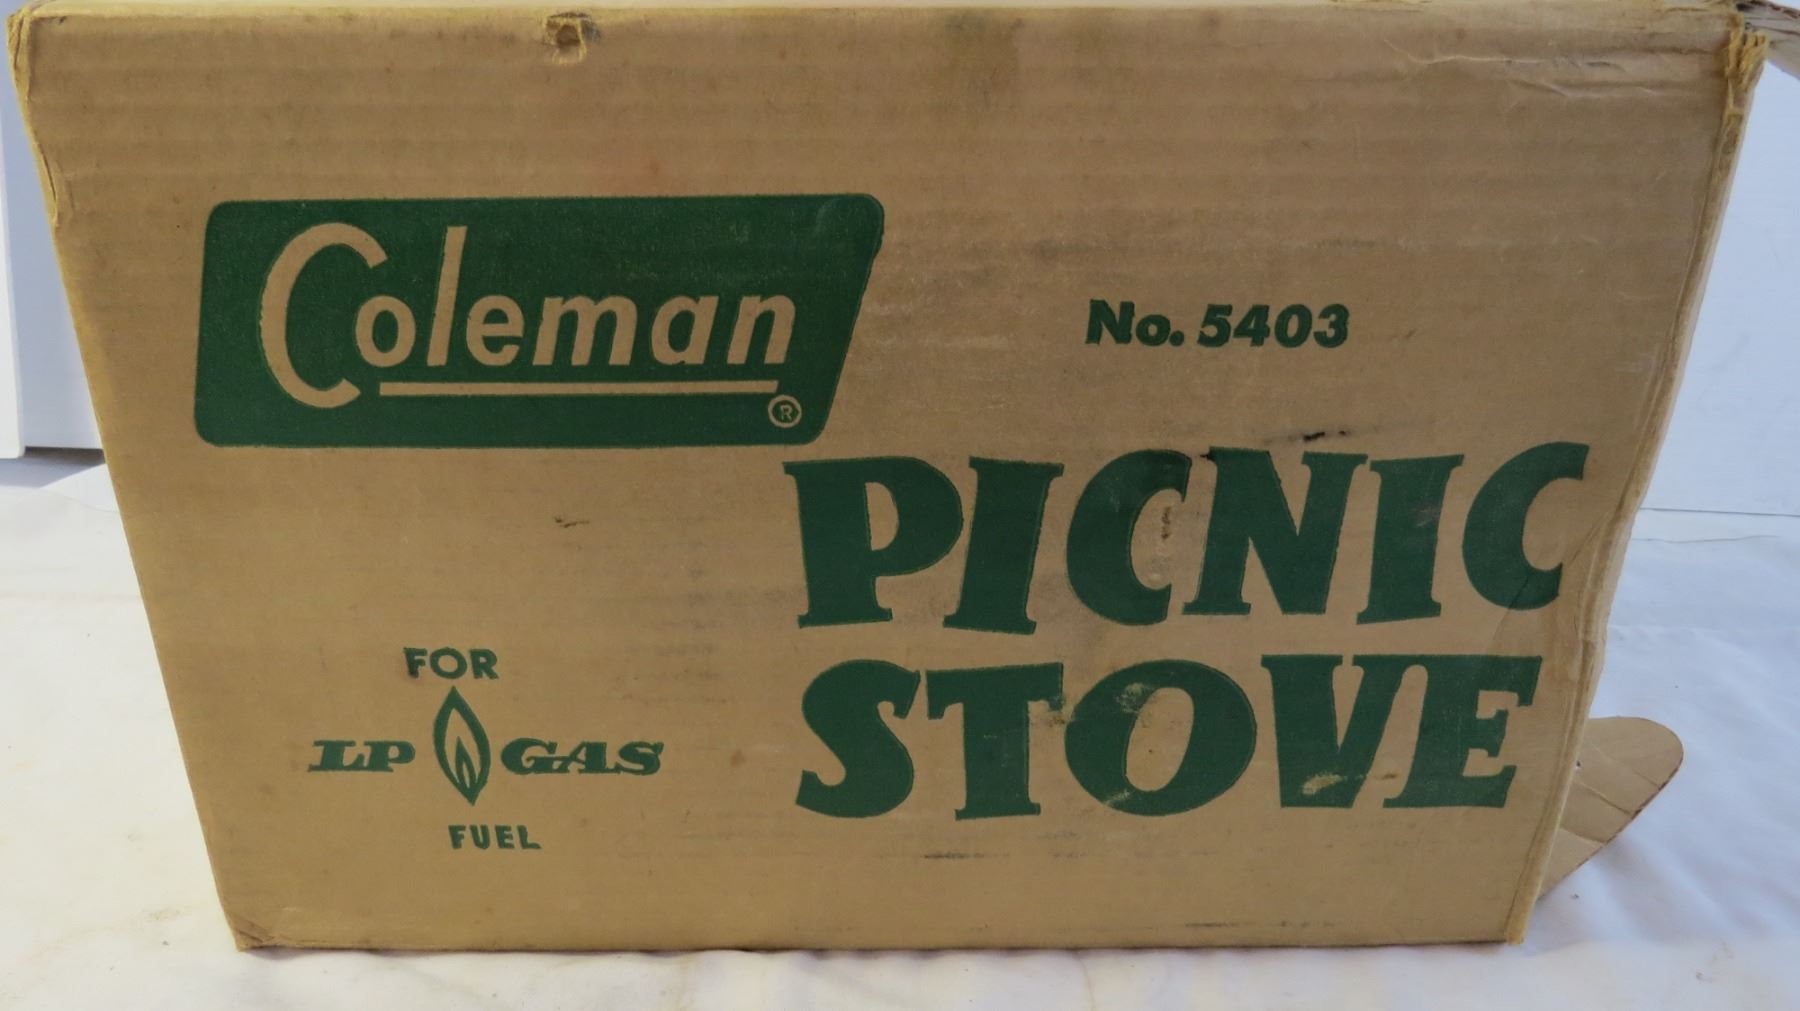 Coleman®
No. 5403
PICNIC
STOVE
FOR
LP GAS
FUEL